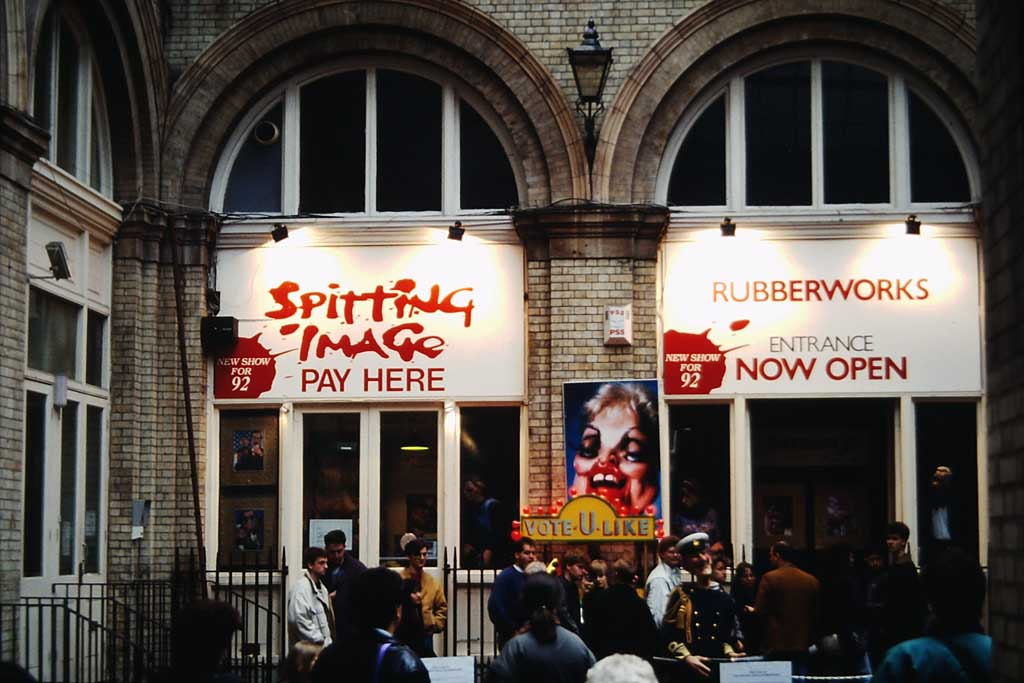 SPITTING
IMAGE
PAY HERE
NEW SHOW
FOR
92
RUBBERWORKS
ENTRANCE
NOW OPEN
NEW SHOW
FOR
92
VOTE-U-LIKE